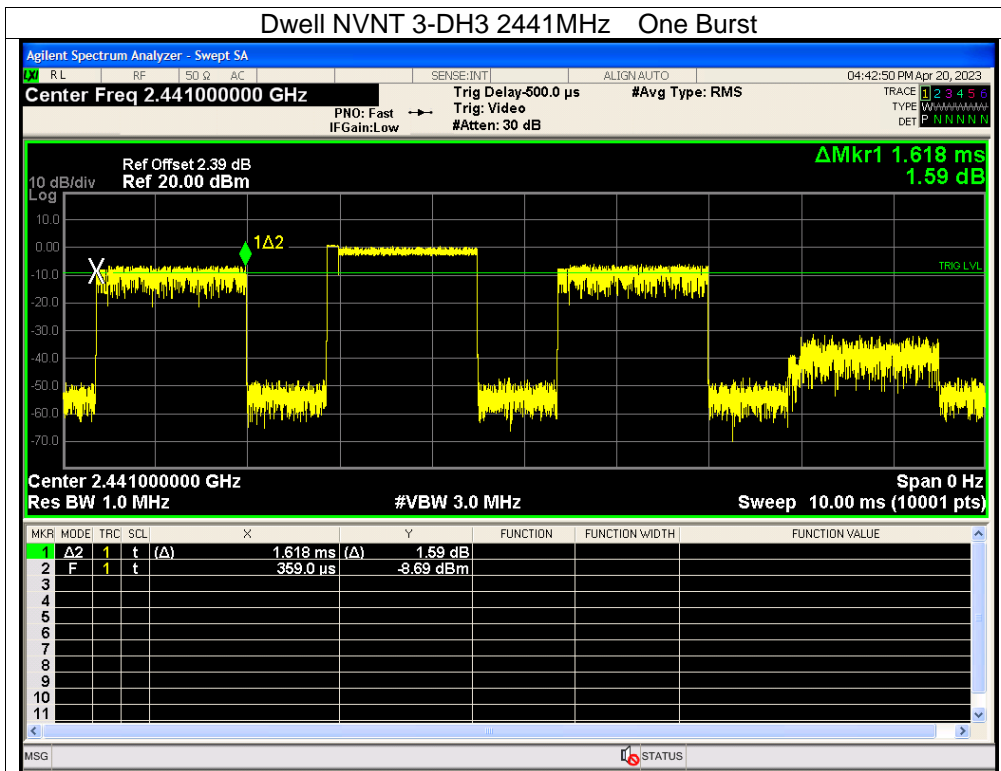 Dwell NVNT 3-DH3 2441MHz One Burst
Agilent Spectrum Analyzer - Swept SA
LXI RL RF 50 Ω AC SENSE:INT ALIGN AUTO 04:42:50 PM Apr 20, 2023
Center Freq 2.441000000 GHz Trig Delay-500.0 µs #Avg Type: RMS TRACE 1 2 3 4 5 6
PNO: Fast Trig: Video TYPE WWWWWW
IFGain:Low #Atten: 30 dB DET P N N N N N
ΔMkr1 1.618 ms
1.59 dB
Ref Offset 2.39 dB
10 dB/div Ref 20.00 dBm
Log
10.0
0.00
1Δ2
TRIG LVL
-10.0
-20.0
-30.0
-40.0
-50.0
-60.0
-70.0
Center 2.441000000 GHz Span 0 Hz
Res BW 1.0 MHz #VBW 3.0 MHz Sweep 10.00 ms (10001 pts)
MKR MODE TRC SCL X Y FUNCTION FUNCTION WIDTH FUNCTION VALUE
1 Δ2 1 t (Δ) 1.618 ms (Δ) 1.59 dB
2 F 1 t 359.0 µs -8.69 dBm
3
4
5
6
7
8
9
10
11
MSG STATUS